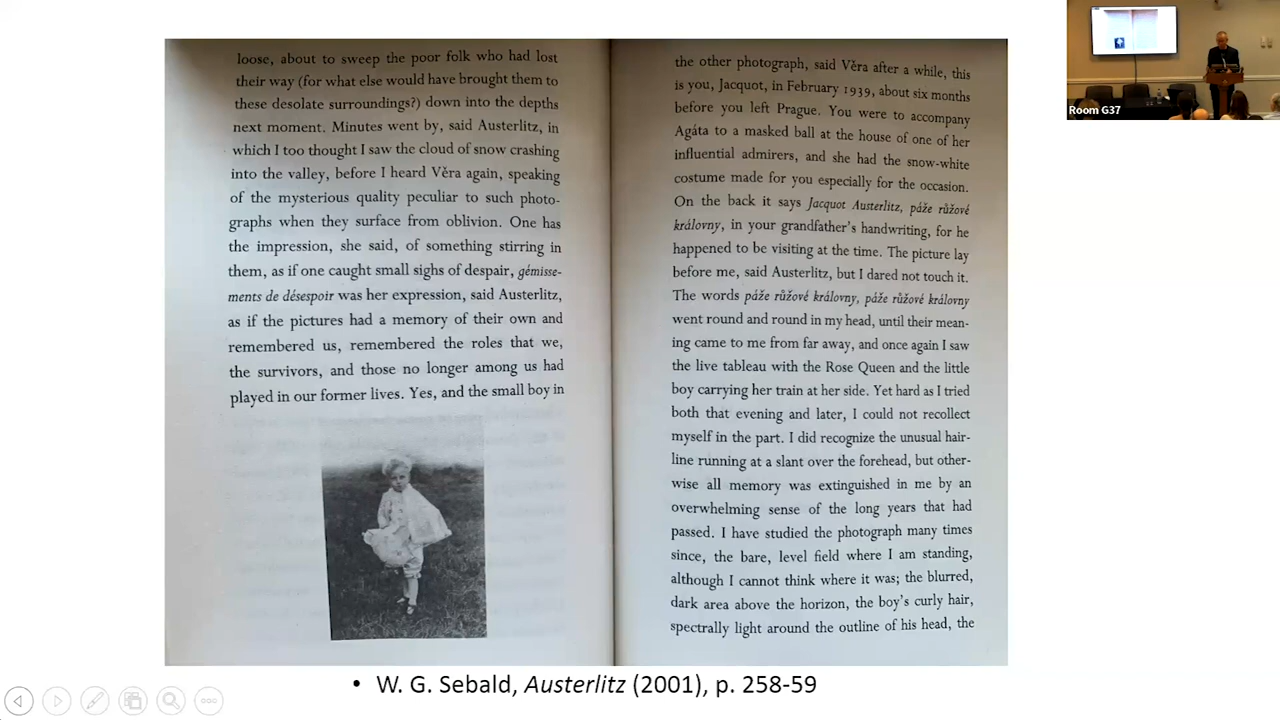 loose, about to sweep the poor folk who had lost
their way (for what else would have brought them to
these desolate surroundings?) down into the depths
next moment. Minutes went by, said Austerlitz, in
which I too thought I saw the cloud of snow crashing
into the valley, before I heard Věra again, speaking
of the mysterious quality peculiar to such photo-
graphs when they surface from oblivion. One has
the impression, she said, of something stirring in
them, as if one caught small sighs of despair, gémisse-
ments de désespoir was her expression, said Austerlitz,
as if the pictures had a memory of their own and
remembered us, remembered the roles that we,
the survivors, and those no longer among us had
played in our former lives. Yes, and the small boy in
the other photograph, said Věra after a while, this
is you, Jacquot, in February 1939, about six months
before you left Prague. You were to accompany
Agáta to a masked ball at the house of one of her
influential admirers, and she had the snow-white
costume made for you especially for the occasion.
On the back it says Jacquot Austerlitz, páže růžové
královny, in your grandfather's handwriting, for he
happened to be visiting at the time. The picture lay
before me, said Austerlitz, but I dared not touch it.
The words páže růžové královny, páže růžové královny
went round and round in my head, until their mean-
ing came to me from far away, and once again I saw
the live tableau with the Rose Queen and the little
boy carrying her train at her side. Yet hard as I tried
both that evening and later, I could not recollect
myself in the part. I did recognize the unusual hair-
line running at a slant over the forehead, but other-
wise all memory was extinguished in me by an
overwhelming sense of the long years that had
passed. I have studied the photograph many times
since, the bare, level field where I am standing,
although I cannot think where it was; the blurred,
dark area above the horizon, the boy's curly hair,
spectrally light around the outline of his head, the
• W. G. Sebald, Austerlitz (2001), p. 258-59
Room G37